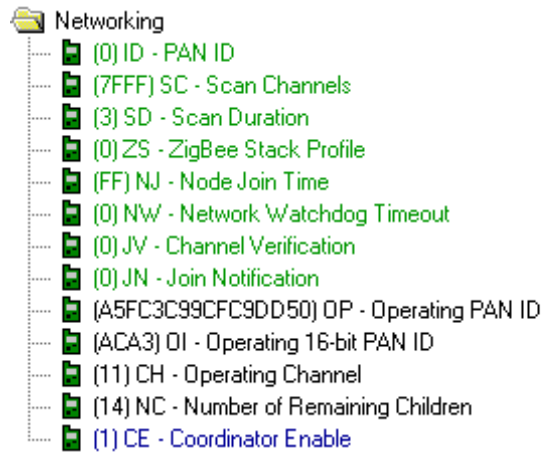 Networking
(0) ID - PAN ID
(7FFF) SC - Scan Channels
(3) SD - Scan Duration
(0) ZS - ZigBee Stack Profile
(FF) NJ - Node Join Time
(0) NW - Network Watchdog Timeout
(0) JV - Channel Verification
(0) JN - Join Notification
(A5FC3C99CFC9DD50) OP - Operating PAN ID
(ACA3) OI - Operating 16-bit PAN ID
(11) CH - Operating Channel
(14) NC - Number of Remaining Children
(1) CE - Coordinator Enable